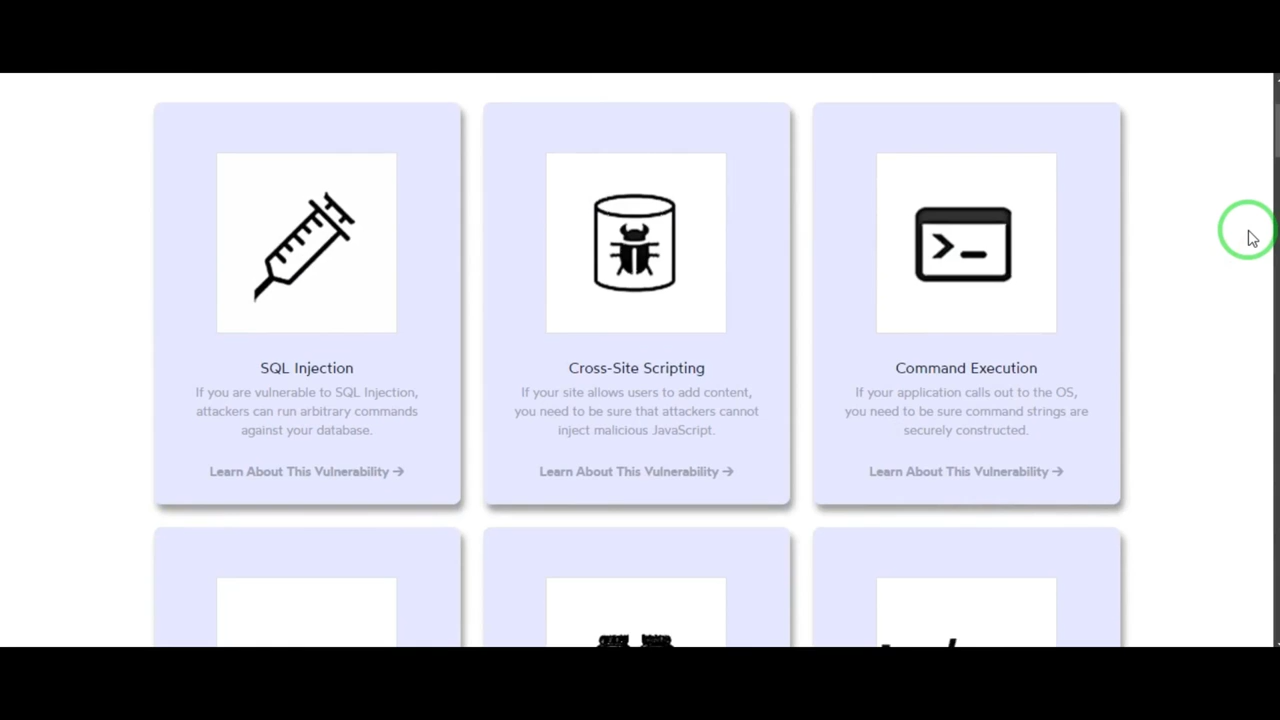 SQL Injection
If you are vulnerable to SQL Injection,
attackers can run arbitrary commands
against your database.
Learn About This Vulnerability →
Cross-Site Scripting
If your site allows users to add content,
you need to be sure that attackers cannot
inject malicious JavaScript.
Learn About This Vulnerability →
Command Execution
If your application calls out to the OS,
you need to be sure command strings are
securely constructed.
Learn About This Vulnerability →